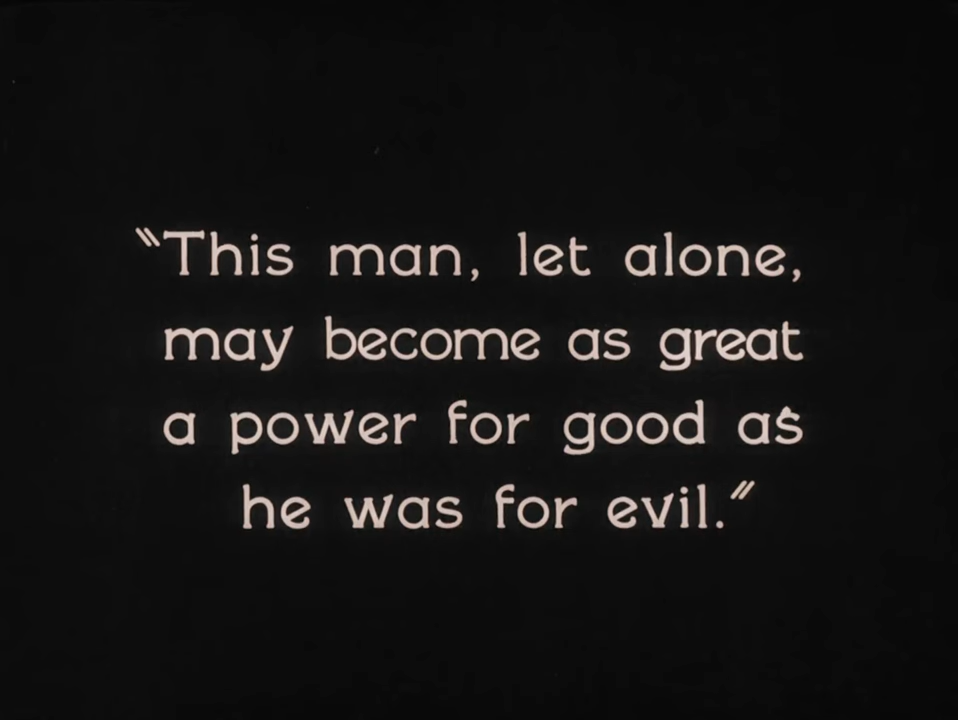 "This man, let alone,
may become as great
a power for good as
he was for evil."